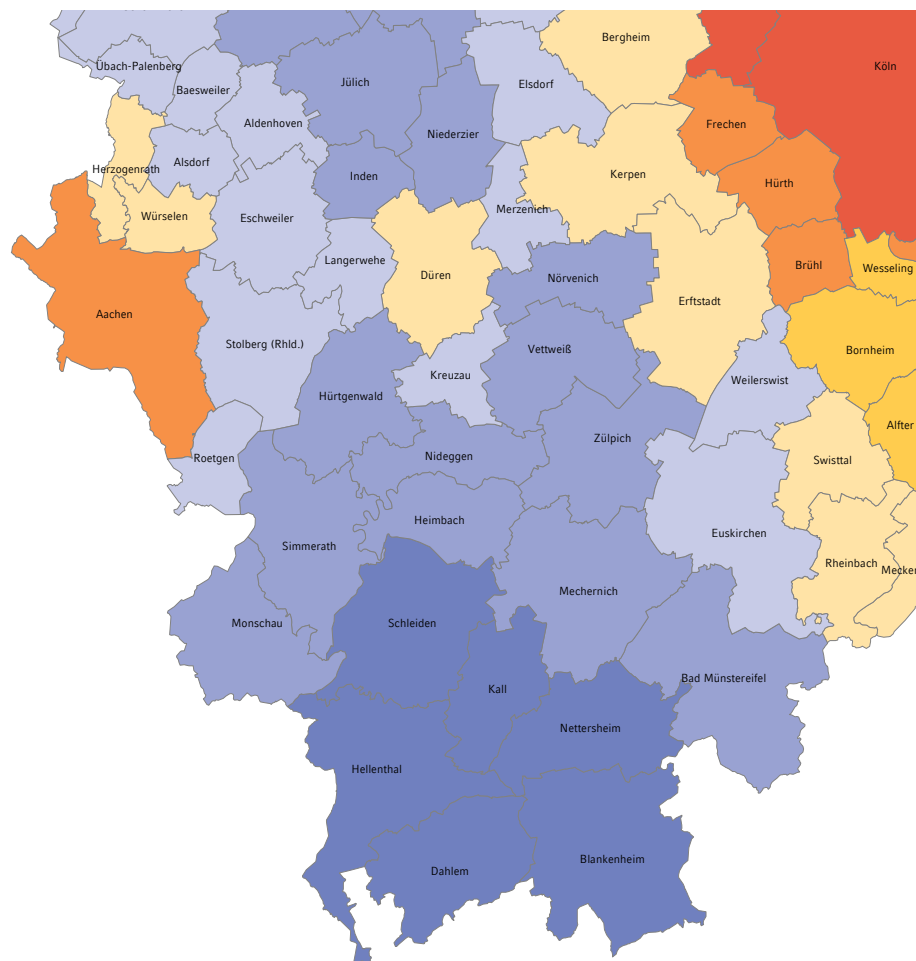 Bergheim
Köln
Übach-Palenberg
Baesweiler
Jülich
Elsdorf
Aldenhoven
Niederzier
Frechen
Herzogenrath
Alsdorf
Inden
Kerpen
Hürth
Würselen
Eschweiler
Merzenich
Langerwehe
Düren
Nörvenich
Brühl
Wesseling
Aachen
Erftstadt
Stolberg (Rhld.)
Vettweiß
Bornheim
Kreuzau
Weilerswist
Hürtgenwald
Alfter
Zülpich
Roetgen
Nideggen
Swisttal
Heimbach
Euskirchen
Simmerath
Rheinbach
Mecken
Mechernich
Monschau
Schleiden
Bad Münstereifel
Kall
Nettersheim
Hellenthal
Blankenheim
Dahlem